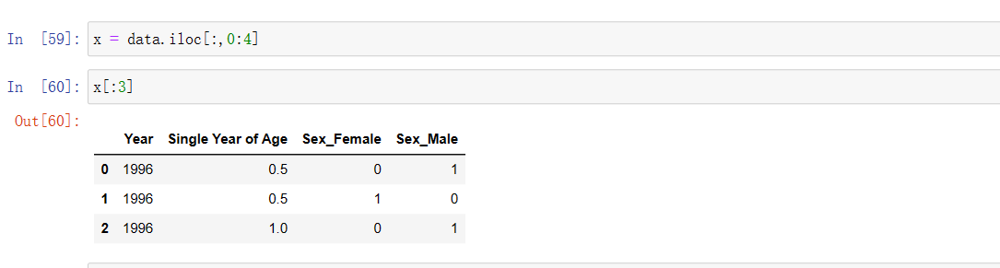 In [59]: x = data.iloc[:,0:4]
In [60]: x[:3]
Out[60]:
Year Single Year of Age Sex_Female Sex_Male
0 1996 0.5 0 1
1 1996 0.5 1 0
2 1996 1.0 0 1